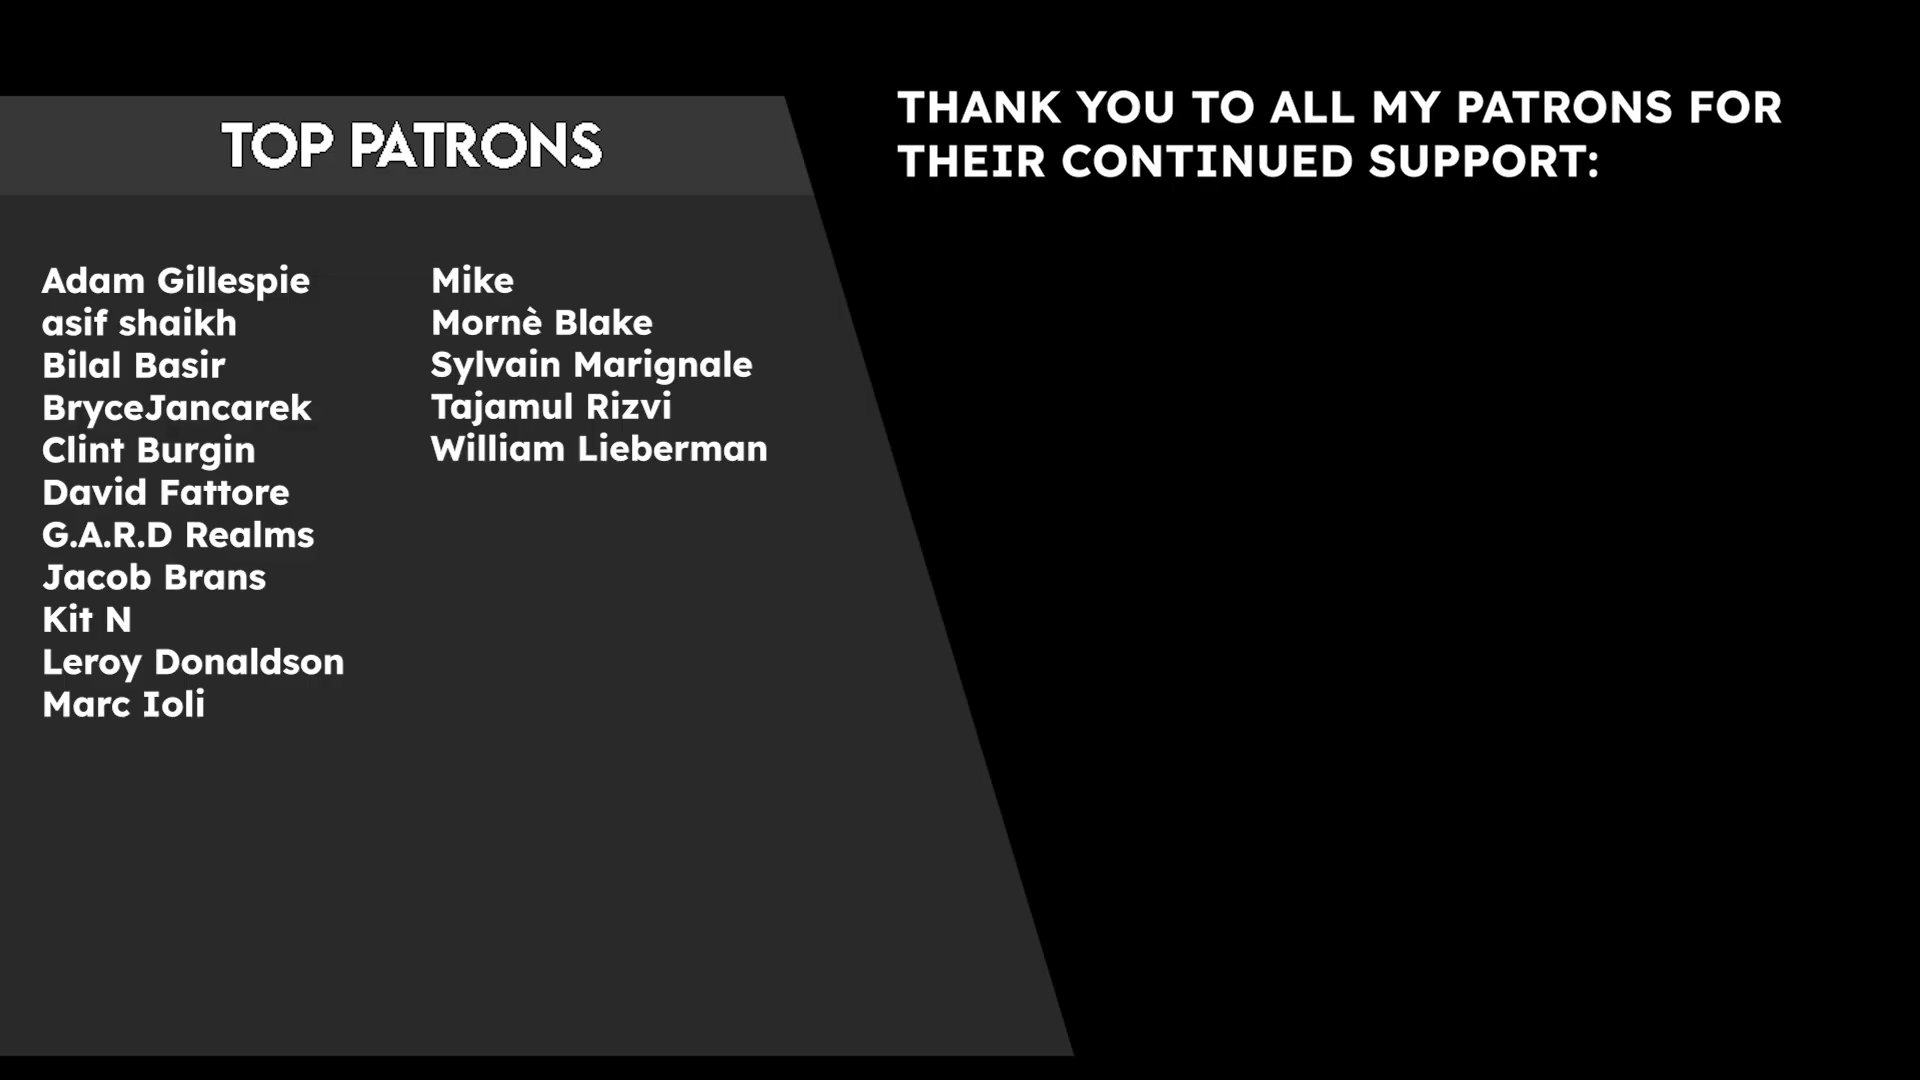 TOP PATRONS
Adam Gillespie
asif shaikh
Bilal Basir
BryceJancarek
Clint Burgin
David Fattore
G.A.R.D Realms
Jacob Brans
Kit N
Leroy Donaldson
Marc Ioli
Mike
Mornè Blake
Sylvain Marignale
Tajamul Rizvi
William Lieberman
THANK YOU TO ALL MY PATRONS FOR
THEIR CONTINUED SUPPORT: